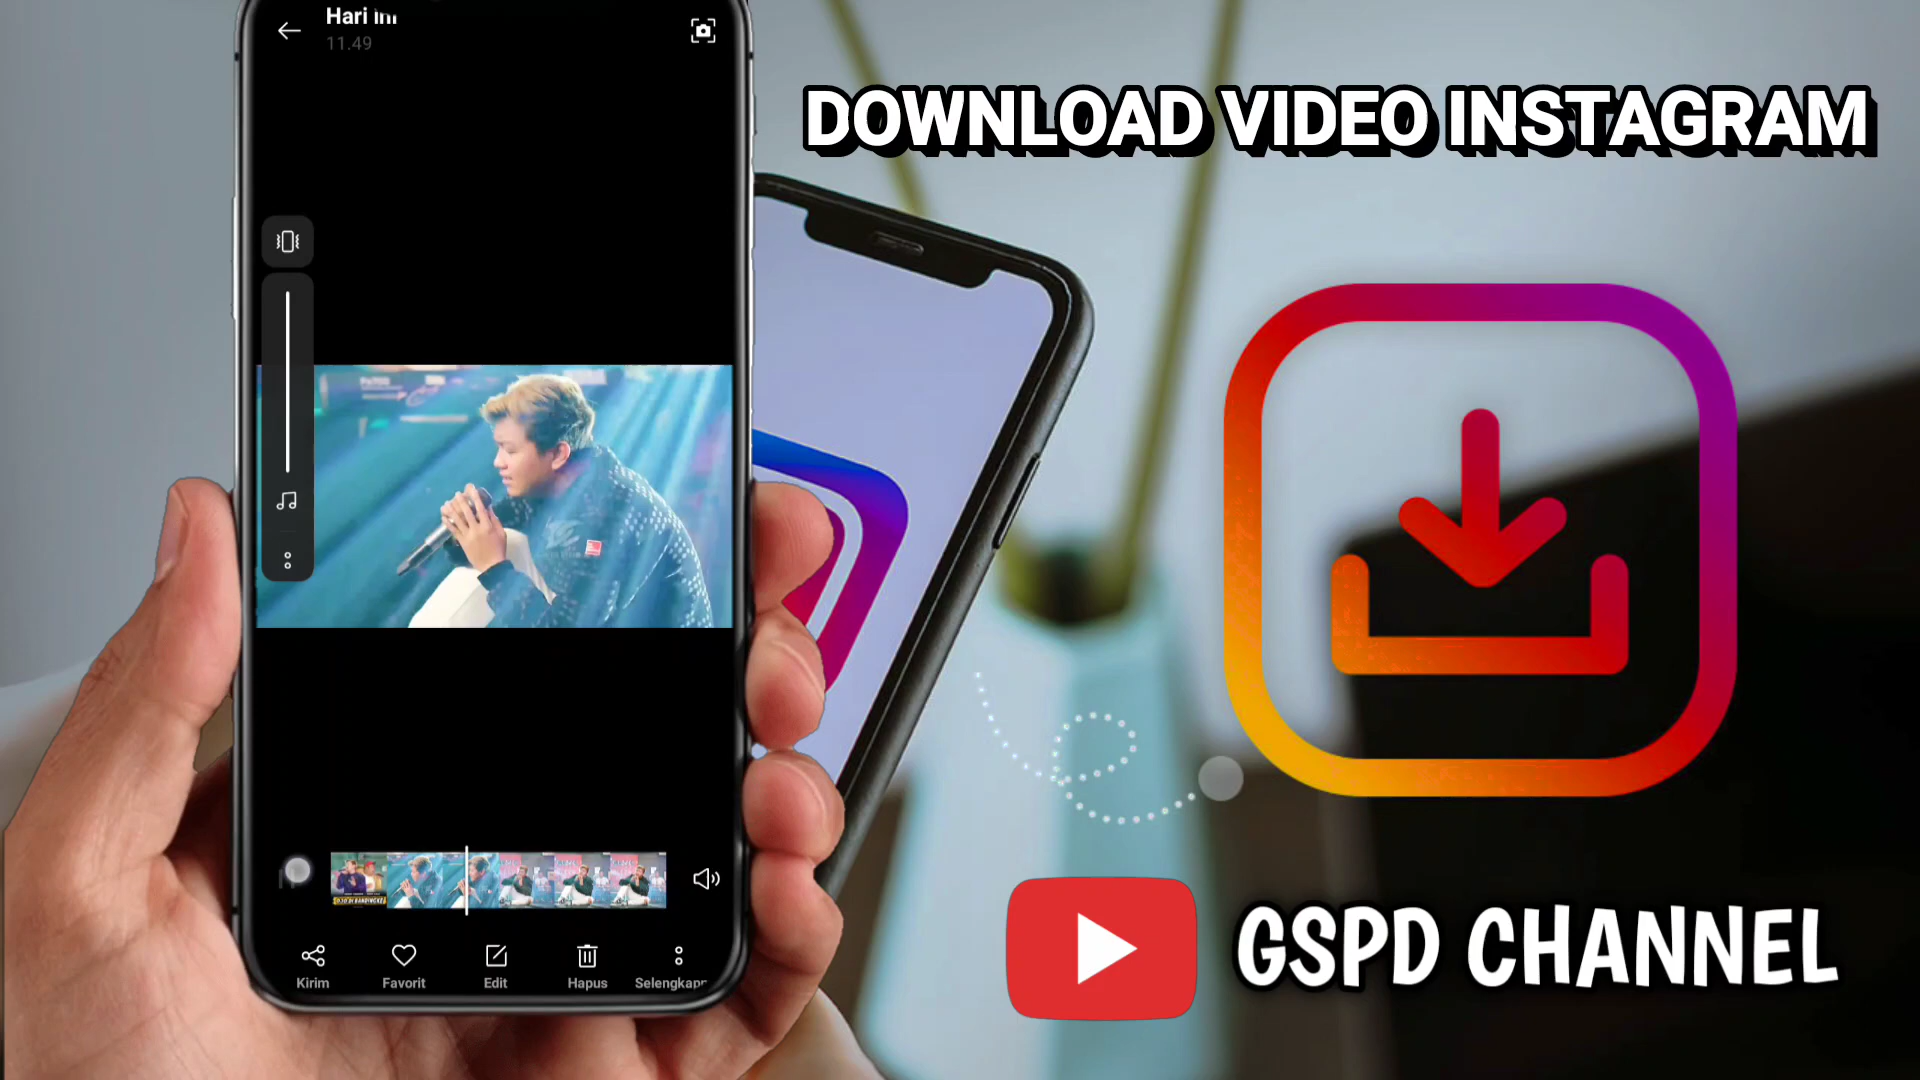 Hari ini
11.49
DOWNLOAD VIDEO INSTAGRAM
GSPD CHANNEL
Kirim
Favorit
Edit
Hapus